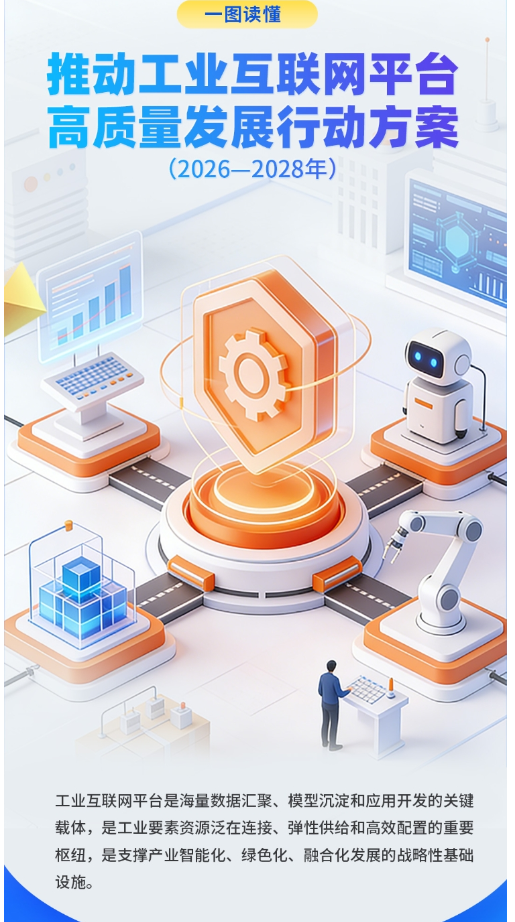 一图读懂
推动工业互联网平台
高质量发展行动方案
（2026—2028年）
工业互联网平台是海量数据汇聚、模型沉淀和应用开发的关键
载体，是工业要素资源泛在连接、弹性供给和高效配置的重要
枢纽，是支撑产业智能化、绿色化、融合化发展的战略性基础
设施。